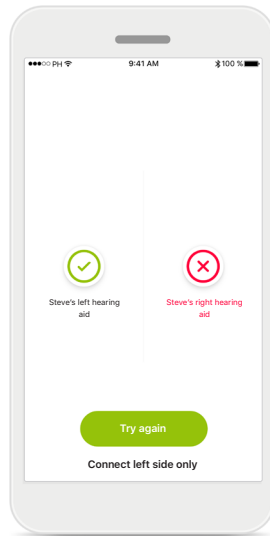 PH 9:41 AM 100 %
Steve's left hearing
aid
Steve's right hearing
aid
Try again
Connect left side only